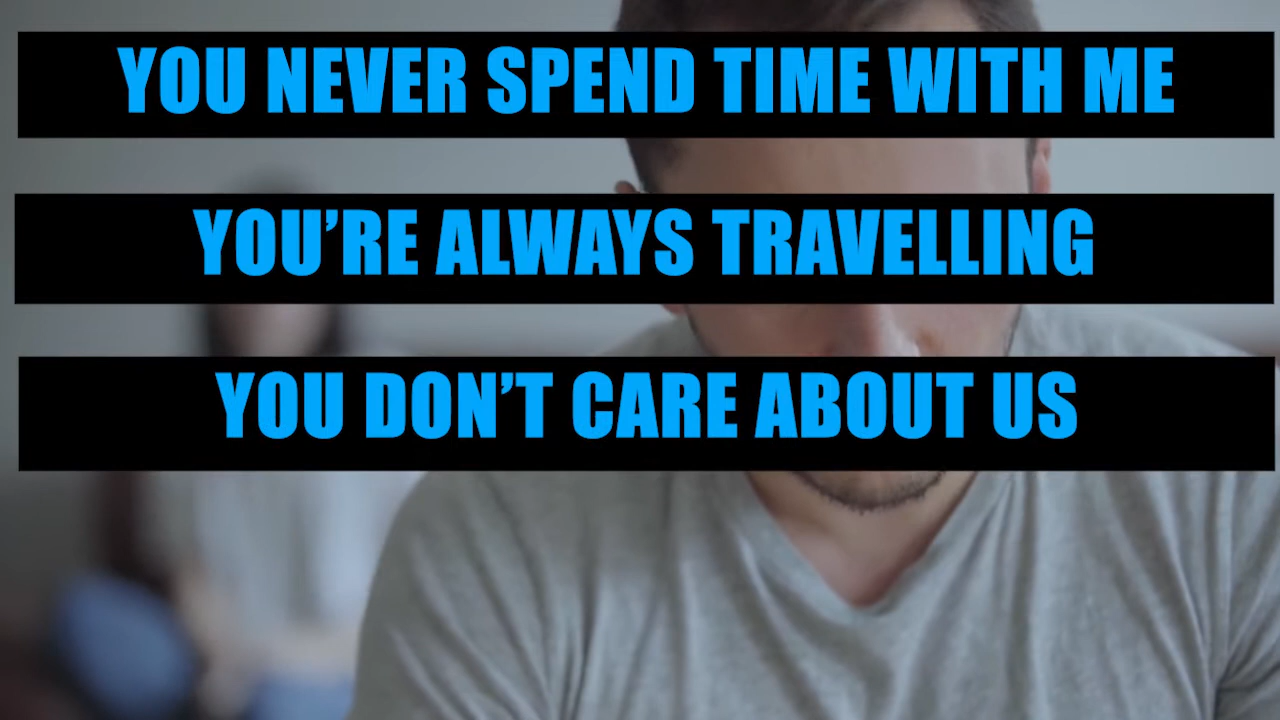 YOU NEVER SPEND TIME WITH ME
YOU’RE ALWAYS TRAVELLING
YOU DON’T CARE ABOUT US